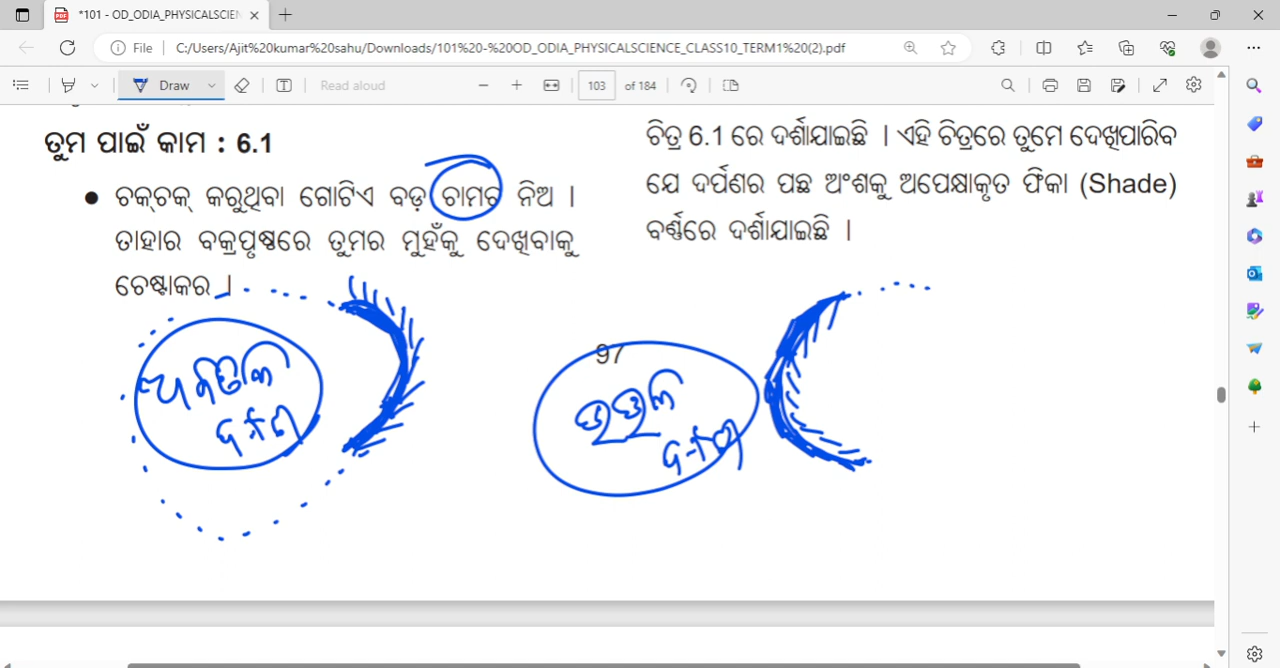 *101 - OD_ODIA_PHYSICALSCIEN
File
C:/Users/Ajit%20kumar%20sahu/Downloads/101%20-%20OD_ODIA_PHYSICALSCIENCE_CLASS10_TERM1%20(2).pdf
Draw
Read aloud
103 of 184
ତୁମ ପାଇଁ କାମ : 6.1
● ଚକ୍‌ଚକ୍ କରୁଥିବା ଗୋଟିଏ ବଡ଼ ଚାମଚ ନିଅ ।
ତାହାର ବକ୍ରପୃଷ୍ଠରେ ତୁମର ମୁହଁକୁ ଦେଖିବାକୁ
ଚେଷ୍ଟାକର ।
ଚିତ୍ର 6.1 ରେ ଦର୍ଶାଯାଇଛି । ଏହି ଚିତ୍ରରେ ତୁମେ ଦେଖିପାରିବ
ଯେ ଦର୍ପଣର ପଛ ଅଂଶକୁ ଅପେକ୍ଷାକୃତ ଫିକା (Shade)
ବର୍ଣ୍ଣରେ ଦର୍ଶାଯାଇଛି ।
97
ଦର୍ପଣ
ଦର୍ପଣ